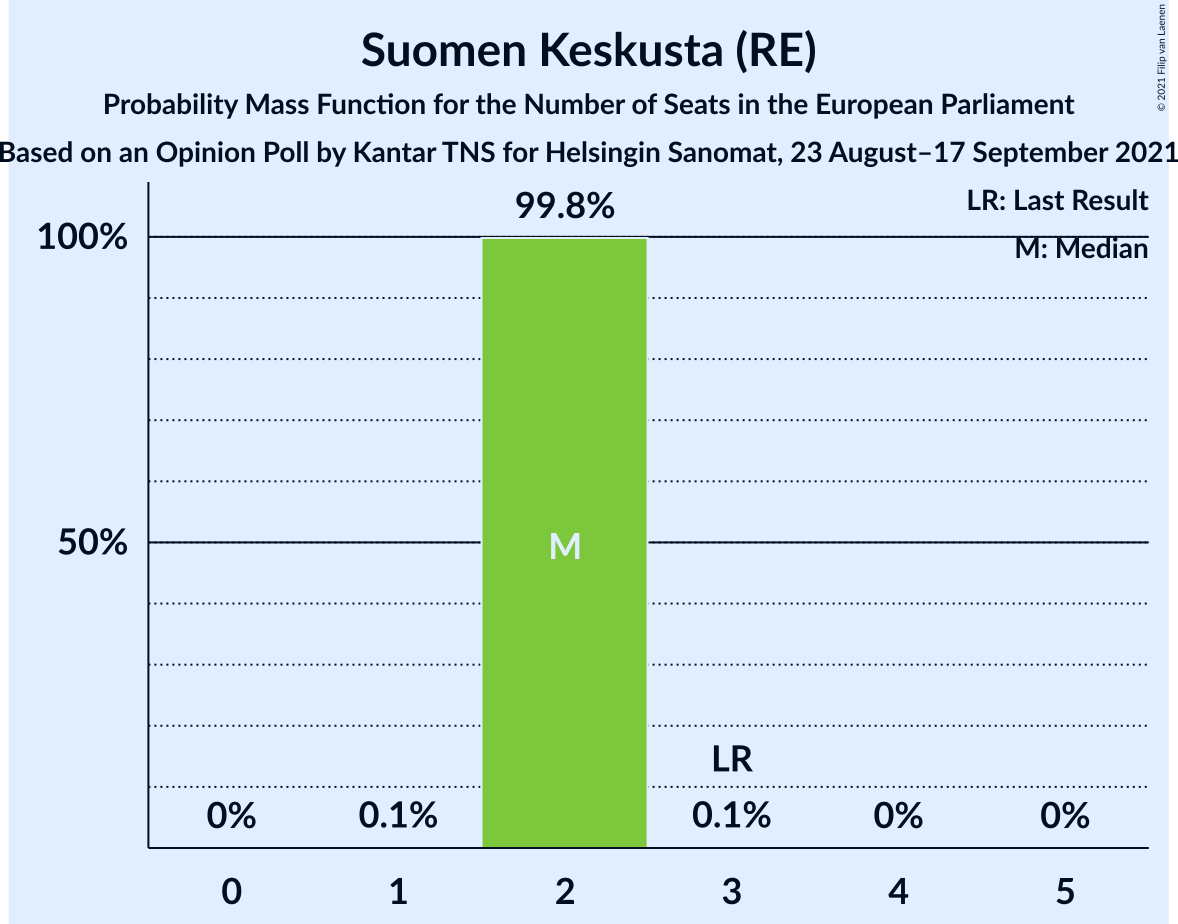 Suomen Keskusta (RE)
Probability Mass Function for the Number of Seats in the European Parliament
Based on an Opinion Poll by Kantar TNS for Helsingin Sanomat, 23 August–17 September 2021
© 2021 Filip van Laenen
LR: Last Result
M: Median
99.8%
100%
50%
M
LR
0%
0.1%
0.1%
0%
0%
0
1
2
3
4
5